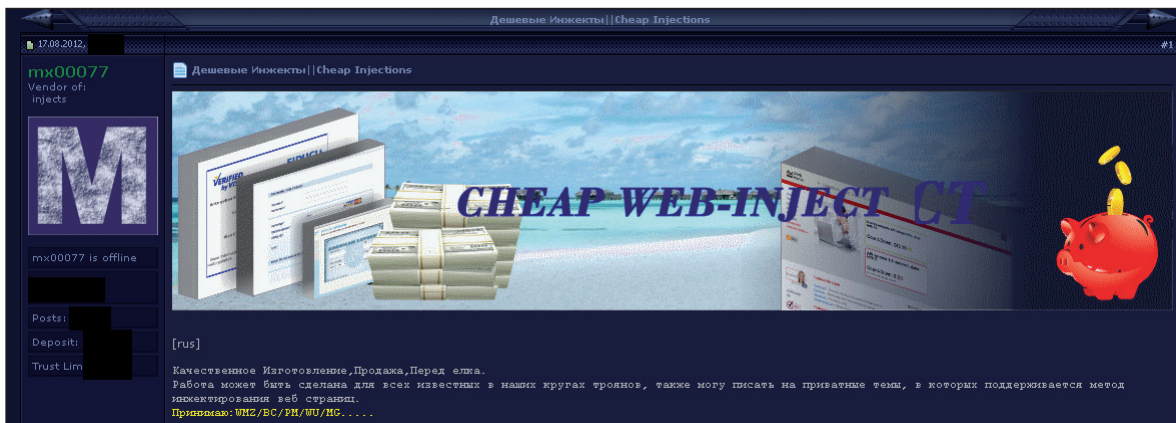 Дешевые Инжекты||Cheap Injections
17.08.2012,
#1
mx00077
Vendor of:
injects
Дешевые Инжекты||Cheap Injections
VERIFIED
by VISA
CHEAP WEB-INJECT CT
M
mx00077 is offline
Posts:
Deposit:
Trust Lim
[rus]
Качественное Изготовление,Продажа,Перед елка.
Работа может быть сделана для всех известных в наших кругах троянов, также могу писать на приватные темы, в которых поддерживается метод
инжектирования веб страниц.
Принимаю:WMZ/BC/PM/WU/MG.....